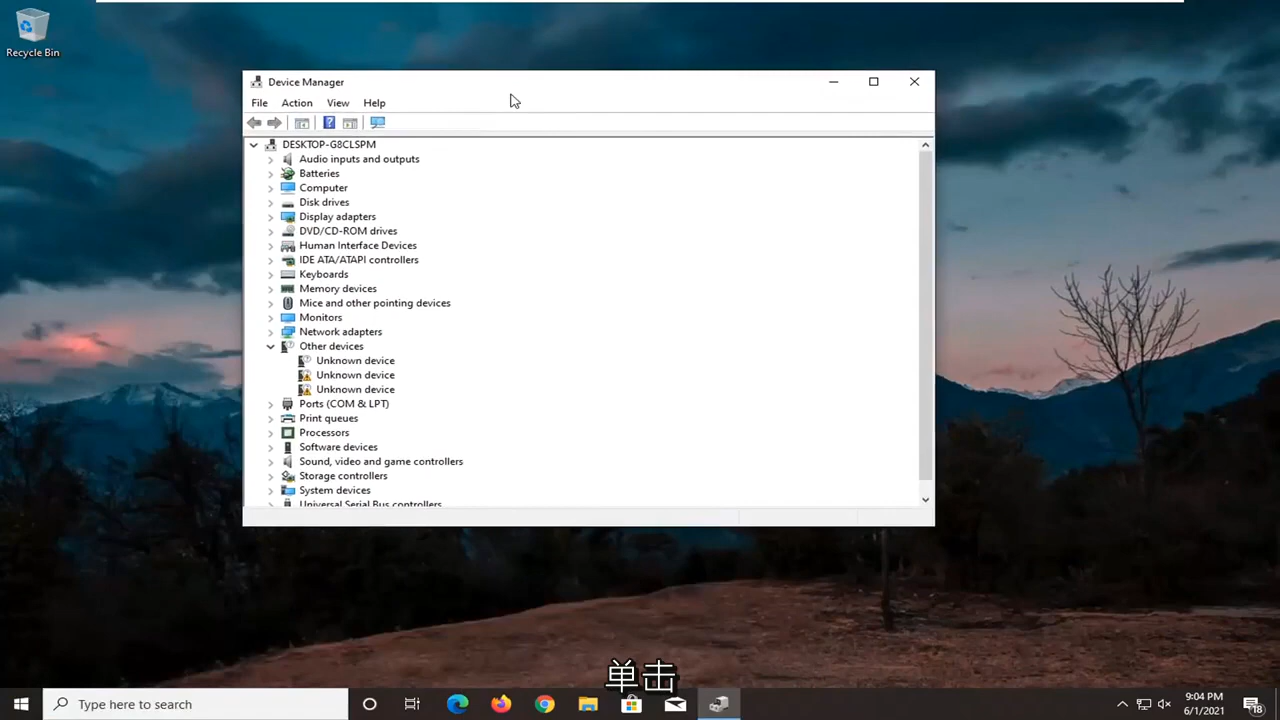 Recycle Bin
Device Manager
File Action View Help
DESKTOP-G8CLSPM
Audio inputs and outputs
Batteries
Computer
Disk drives
Display adapters
DVD/CD-ROM drives
Human Interface Devices
IDE ATA/ATAPI controllers
Keyboards
Memory devices
Mice and other pointing devices
Monitors
Network adapters
Other devices
Unknown device
Unknown device
Unknown device
Ports (COM & LPT)
Print queues
Processors
Software devices
Sound, video and game controllers
Storage controllers
System devices
Universal Serial Bus controllers
单击
Type here to search
9:04 PM
6/1/2021
18